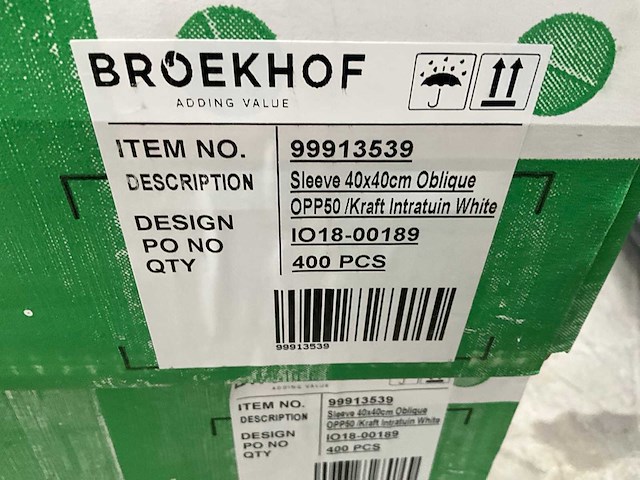 BROEKHOF
ADDING VALUE
ITEM NO. 99913539
DESCRIPTION Sleeve 40x40cm Oblique
OPP50 /Kraft Intratuin White
DESIGN
PO NO IO18-00189
QTY 400 PCS
99913539
ADDING VALUE
ITEM NO. 99913539
DESCRIPTION Sleeve 40x40cm Oblique
OPP50 /Kraft Intratuin White
DESIGN
PO NO IO18-00189
QTY 400 PCS